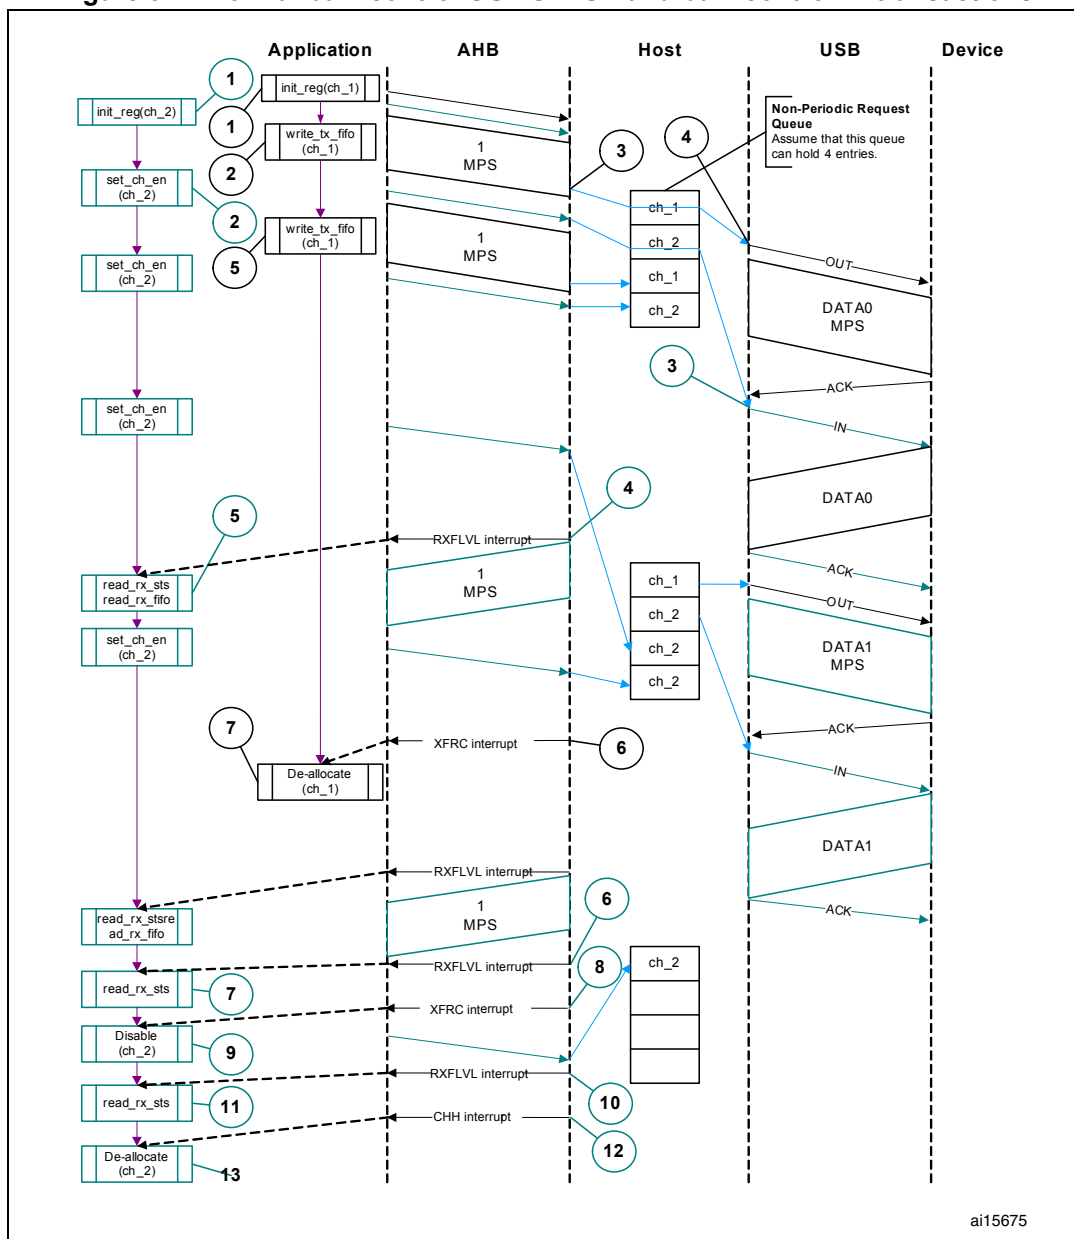 Application AHB Host USB Device
1
init_reg(ch_1)
init_reg(ch_2)
1
Non-Periodic Request
Queue
Assume that this queue
can hold 4 entries.
write_tx_fifo
(ch_1)
1
MPS
3
4
2
set_ch_en
(ch_2)
2
ch_1
ch_2
ch_1
ch_2
write_tx_fifo
(ch_1)
5
1
MPS
set_ch_en
(ch_2)
OUT
DATA0
MPS
3
ACK
set_ch_en
(ch_2)
IN
4
DATA0
5
RXFLVL interrupt
ACK
read_rx_sts
read_rx_fifo
1
MPS
ch_1
ch_2
ch_2
ch_2
OUT
set_ch_en
(ch_2)
DATA1
MPS
7
XFRC interrupt
6
ACK
De-allocate
(ch_1)
IN
DATA1
RXFLVL interrupt
read_rx_stsre
ad_rx_fifo
1
MPS
6
ACK
RXFLVL interrupt
8
ch_2
read_rx_sts
7
XFRC interrupt
Disable
(ch_2)
9
RXFLVL interrupt
read_rx_sts
11
10
CHH interrupt
12
De-allocate
(ch_2)
13
ai15675